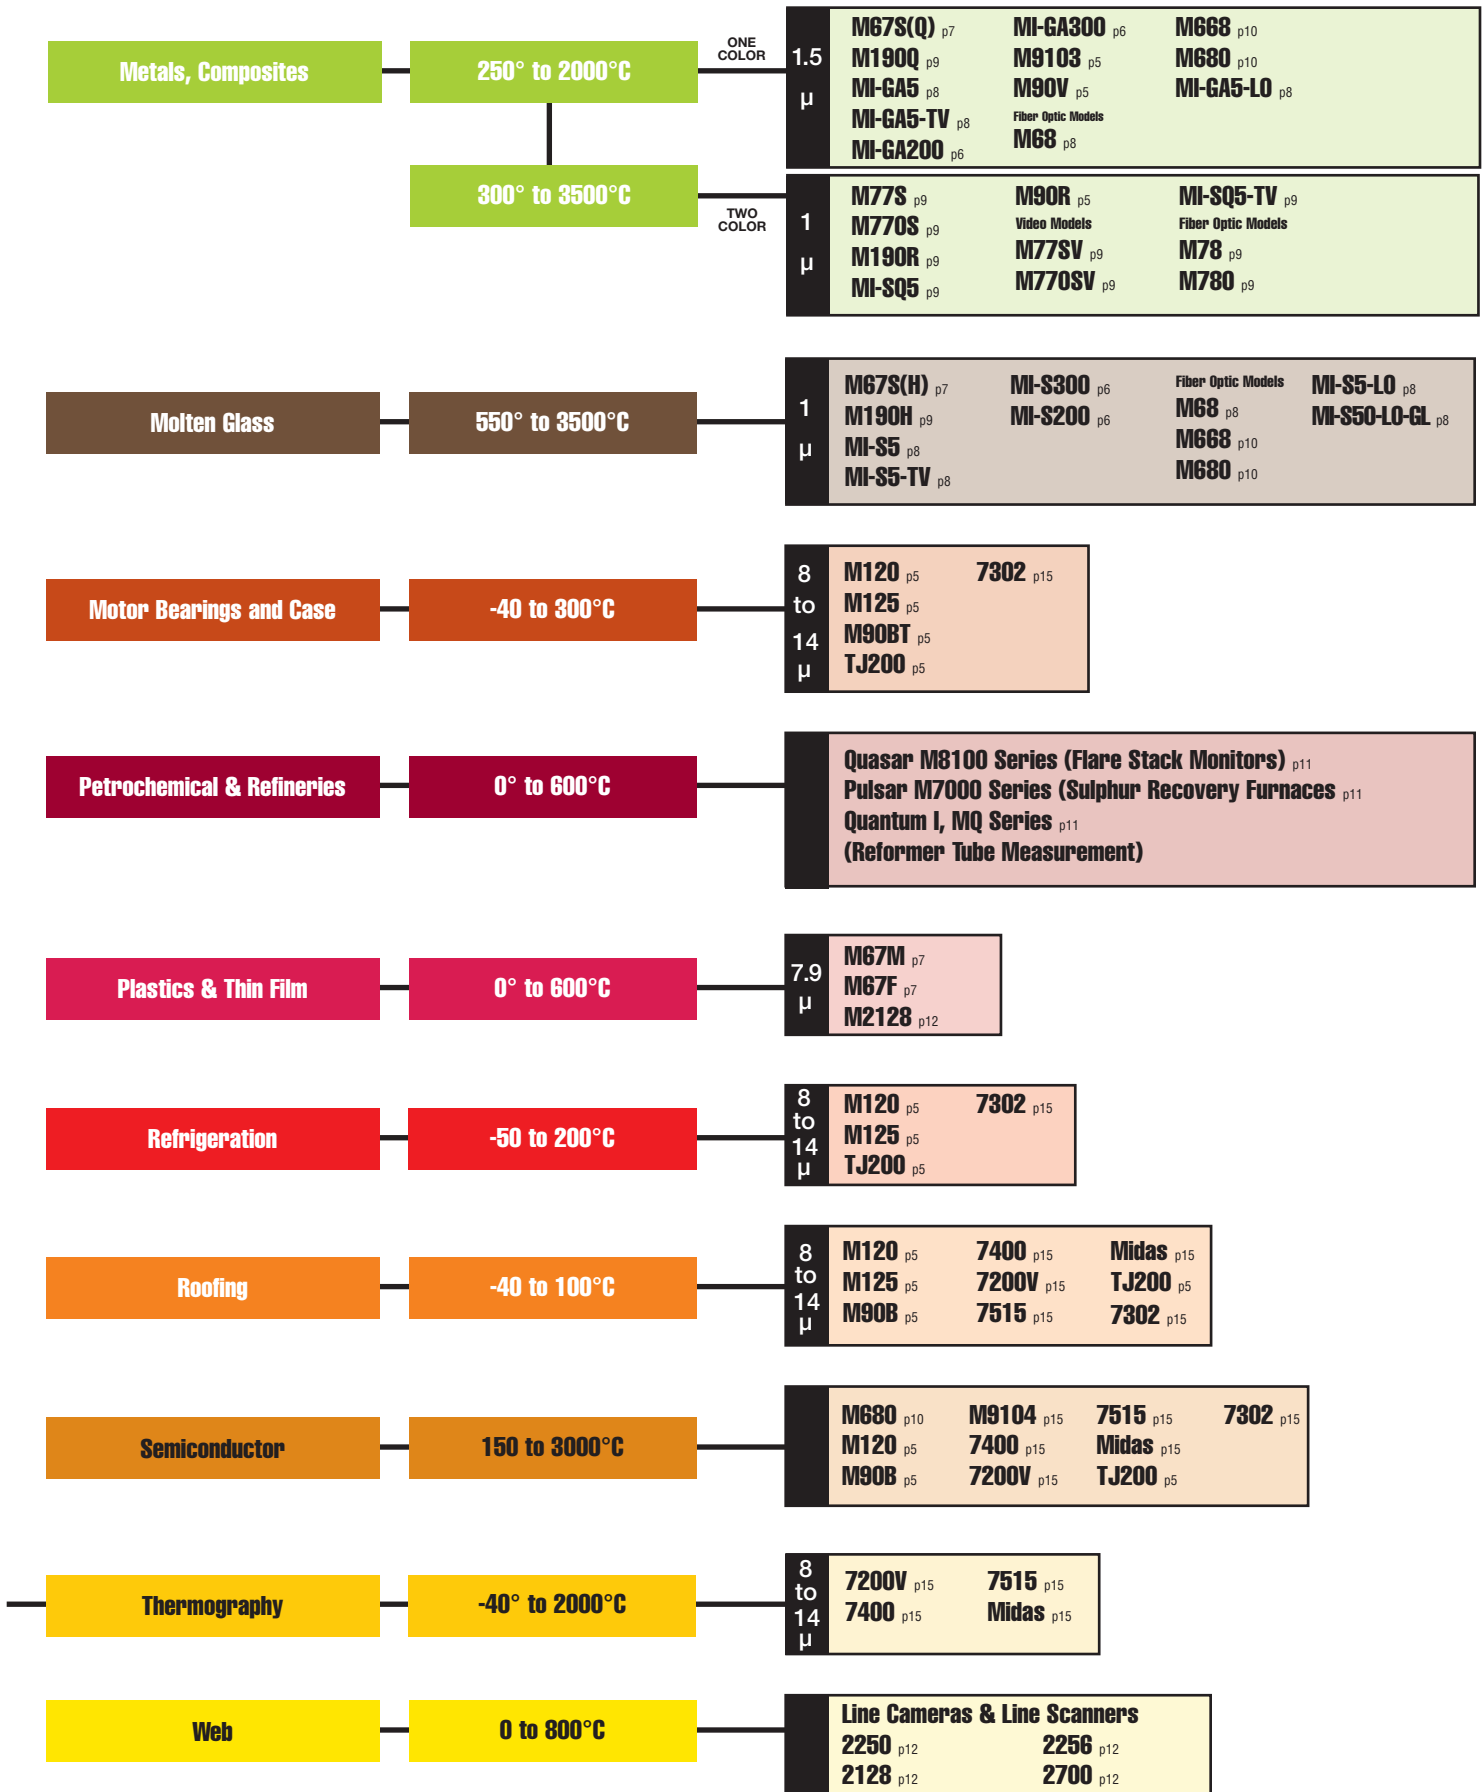 Metals, Composites
250° to 2000°C
ONE
COLOR
1.5
µ
M67S(Q) p7
M190Q p9
MI-GA5 p8
MI-GA5-TV p8
MI-GA200 p6
MI-GA300 p6
M9103 p5
M90V p5
Fiber Optic Models
M68 p8
M668 p10
M680 p10
MI-GA5-LO p8
300° to 3500°C
TWO
COLOR
1
µ
M77S p9
M770S p9
M190R p9
MI-SQ5 p9
M90R p5
Video Models
M77SV p9
M770SV p9
MI-SQ5-TV p9
Fiber Optic Models
M78 p9
M780 p9
Molten Glass
550° to 3500°C
1
µ
M67S(H) p7
M190H p9
MI-S5 p8
MI-S5-TV p8
MI-S300 p6
MI-S200 p6
Fiber Optic Models
M68 p8
M668 p10
M680 p10
MI-S5-LO p8
MI-S50-LO-GL p8
Motor Bearings and Case
-40 to 300°C
8
to
14
µ
M120 p5
M125 p5
M90BT p5
TJ200 p5
7302 p15
Petrochemical & Refineries
0° to 600°C
Quasar M8100 Series (Flare Stack Monitors) p11
Pulsar M7000 Series (Sulphur Recovery Furnaces p11
Quantum I, MQ Series p11
(Reformer Tube Measurement)
Plastics & Thin Film
0° to 600°C
7.9
µ
M67M p7
M67F p7
M2128 p12
Refrigeration
-50 to 200°C
8
to
14
µ
M120 p5
M125 p5
TJ200 p5
7302 p15
Roofing
-40 to 100°C
8
to
14
µ
M120 p5
M125 p5
M90B p5
7400 p15
7200V p15
7515 p15
Midas p15
TJ200 p5
7302 p15
Semiconductor
150 to 3000°C
M680 p10
M120 p5
M90B p5
M9104 p15
7400 p15
7200V p15
7515 p15
Midas p15
TJ200 p5
7302 p15
Thermography
-40° to 2000°C
8
to
14
µ
7200V p15
7400 p15
7515 p15
Midas p15
Web
0 to 800°C
Line Cameras & Line Scanners
2250 p12
2128 p12
2256 p12
2700 p12